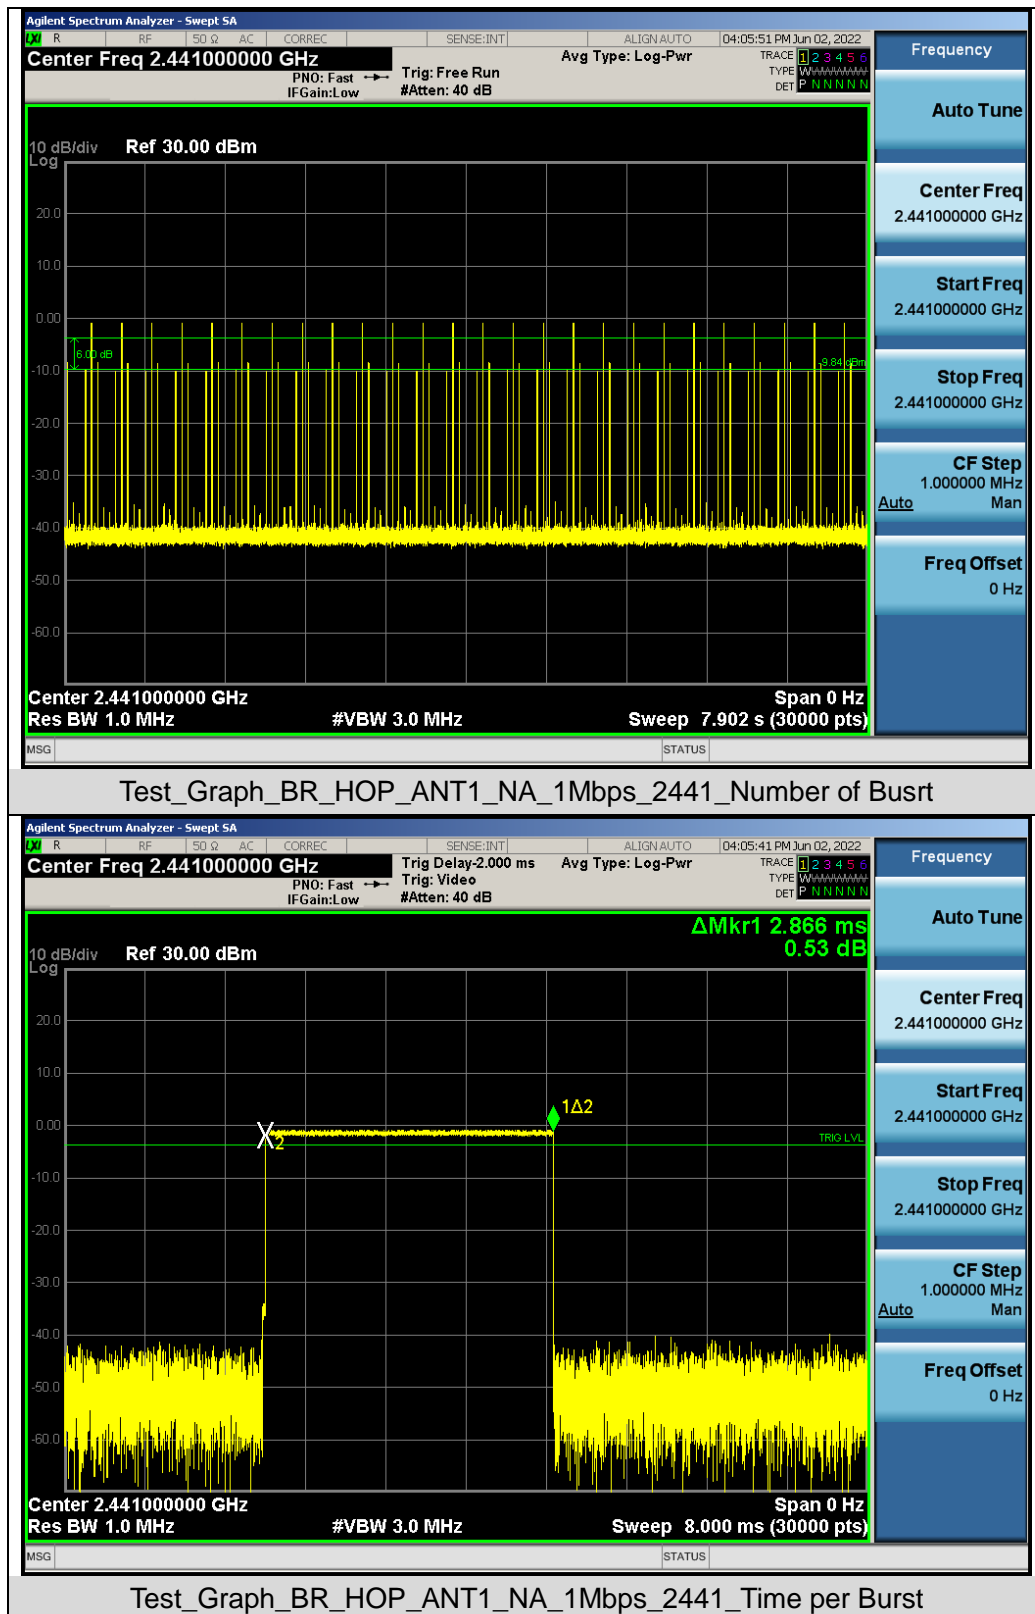 Agilent Spectrum Analyzer - Swept SA
LXI R RF 50 Ω AC CORREC SENSE:INT ALIGN AUTO 04:05:51 PM Jun 02, 2022
Center Freq 2.441000000 GHz
PNO: Fast
IFGain:Low
Trig: Free Run
#Atten: 40 dB
Avg Type: Log-Pwr
TRACE 1 2 3 4 5 6
TYPE W
DET P N N N N N
Frequency
Auto Tune
Center Freq
2.441000000 GHz
Start Freq
2.441000000 GHz
Stop Freq
2.441000000 GHz
CF Step
1.000000 MHz
Auto Man
Freq Offset
0 Hz
10 dB/div Ref 30.00 dBm
Log
20.0
10.0
0.00
6.00 dB
-9.84 dBm
-10.0
-20.0
-30.0
-40.0
-50.0
-60.0
Center 2.441000000 GHz Span 0 Hz
Res BW 1.0 MHz #VBW 3.0 MHz Sweep 7.902 s (30000 pts)
MSG STATUS
Test_Graph_BR_HOP_ANT1_NA_1Mbps_2441_Number of Busrt
Agilent Spectrum Analyzer - Swept SA
LXI R RF 50 Ω AC CORREC SENSE:INT ALIGN AUTO 04:05:41 PM Jun 02, 2022
Center Freq 2.441000000 GHz
PNO: Fast
IFGain:Low
Trig Delay-2.000 ms
Trig: Video
#Atten: 40 dB
Avg Type: Log-Pwr
TRACE 1 2 3 4 5 6
TYPE W
DET P N N N N N
Frequency
Auto Tune
Center Freq
2.441000000 GHz
Start Freq
2.441000000 GHz
Stop Freq
2.441000000 GHz
CF Step
1.000000 MHz
Auto Man
Freq Offset
0 Hz
ΔMkr1 2.866 ms
0.53 dB
10 dB/div Ref 30.00 dBm
Log
20.0
10.0
0.00
1Δ2
2
TRIG LVL
-10.0
-20.0
-30.0
-40.0
-50.0
-60.0
Center 2.441000000 GHz Span 0 Hz
Res BW 1.0 MHz #VBW 3.0 MHz Sweep 8.000 ms (30000 pts)
MSG STATUS
Test_Graph_BR_HOP_ANT1_NA_1Mbps_2441_Time per Burst